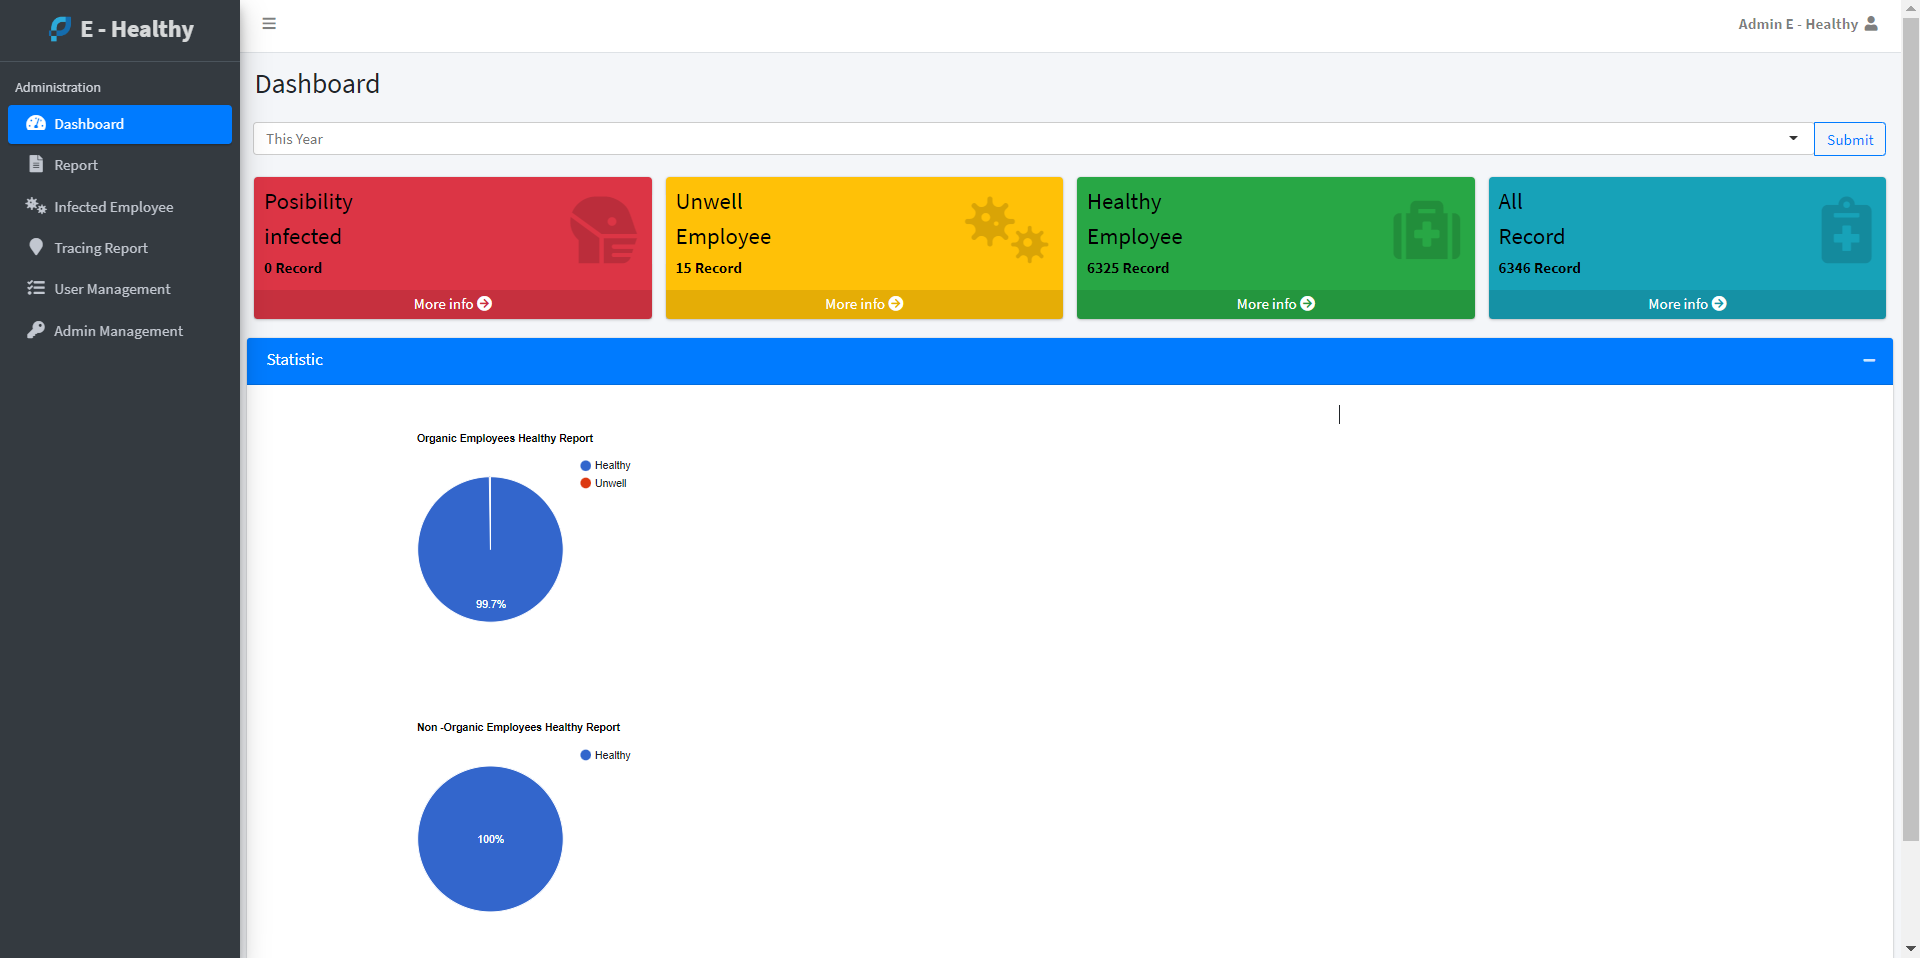 E - Healthy
Admin E - Healthy
Administration
Dashboard
Report
Infected Employee
Tracing Report
User Management
Admin Management
Dashboard
This Year
Submit
Posibility
infected
0 Record
More info
Unwell
Employee
15 Record
More info
Healthy
Employee
6325 Record
More info
All
Record
6346 Record
More info
Statistic
Organic Employees Healthy Report
Healthy
Unwell
99.7%
Non -Organic Employees Healthy Report
Healthy
100%